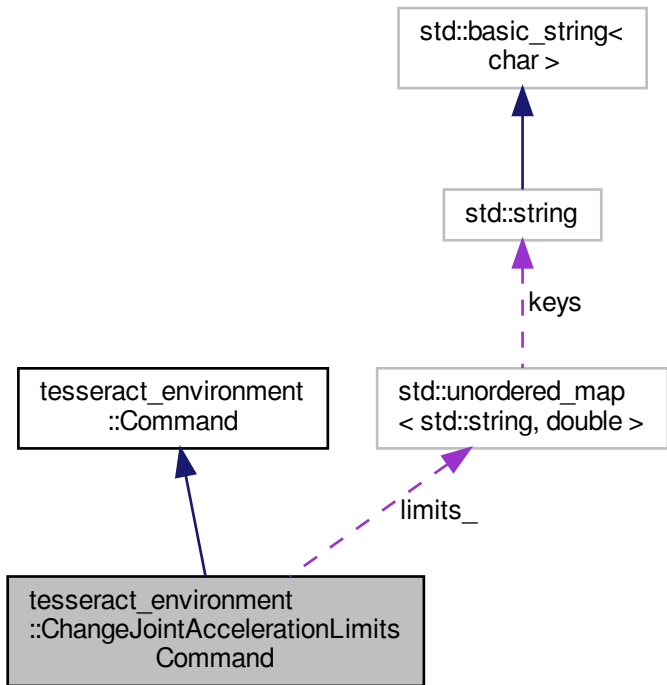 std::basic_string<
char >
std::string
keys
tesseract_environment
::Command
std::unordered_map
< std::string, double >
limits_
tesseract_environment
::ChangeJointAccelerationLimits
Command